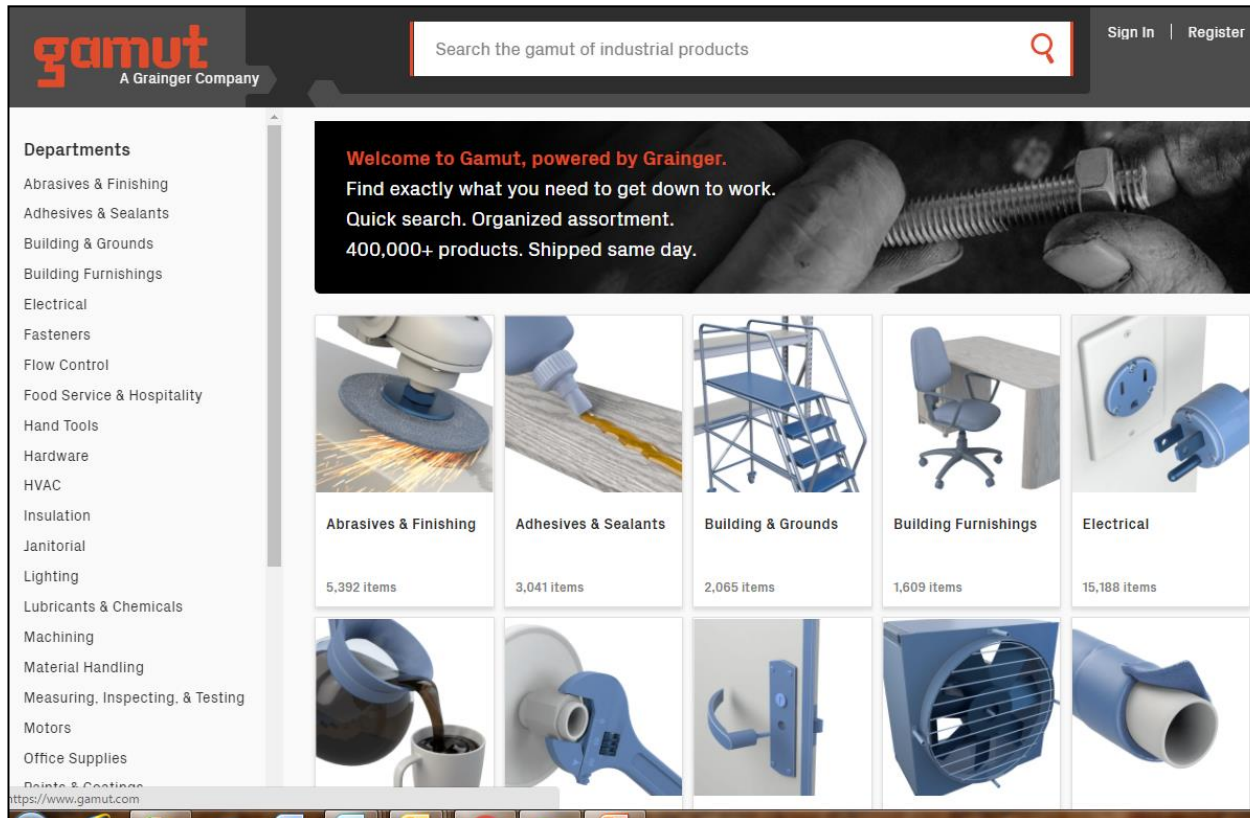 gamut
A Grainger Company
Search the gamut of industrial products
Sign In | Register
Departments
Abrasives & Finishing
Adhesives & Sealants
Building & Grounds
Building Furnishings
Electrical
Fasteners
Flow Control
Food Service & Hospitality
Hand Tools
Hardware
HVAC
Insulation
Janitorial
Lighting
Lubricants & Chemicals
Machining
Material Handling
Measuring, Inspecting, & Testing
Motors
Office Supplies
Paints & Coatings
https://www.gamut.com
Welcome to Gamut, powered by Grainger.
Find exactly what you need to get down to work.
Quick search. Organized assortment.
400,000+ products. Shipped same day.
Abrasives & Finishing
5,392 items
Adhesives & Sealants
3,041 items
Building & Grounds
2,065 items
Building Furnishings
1,609 items
Electrical
15,188 items